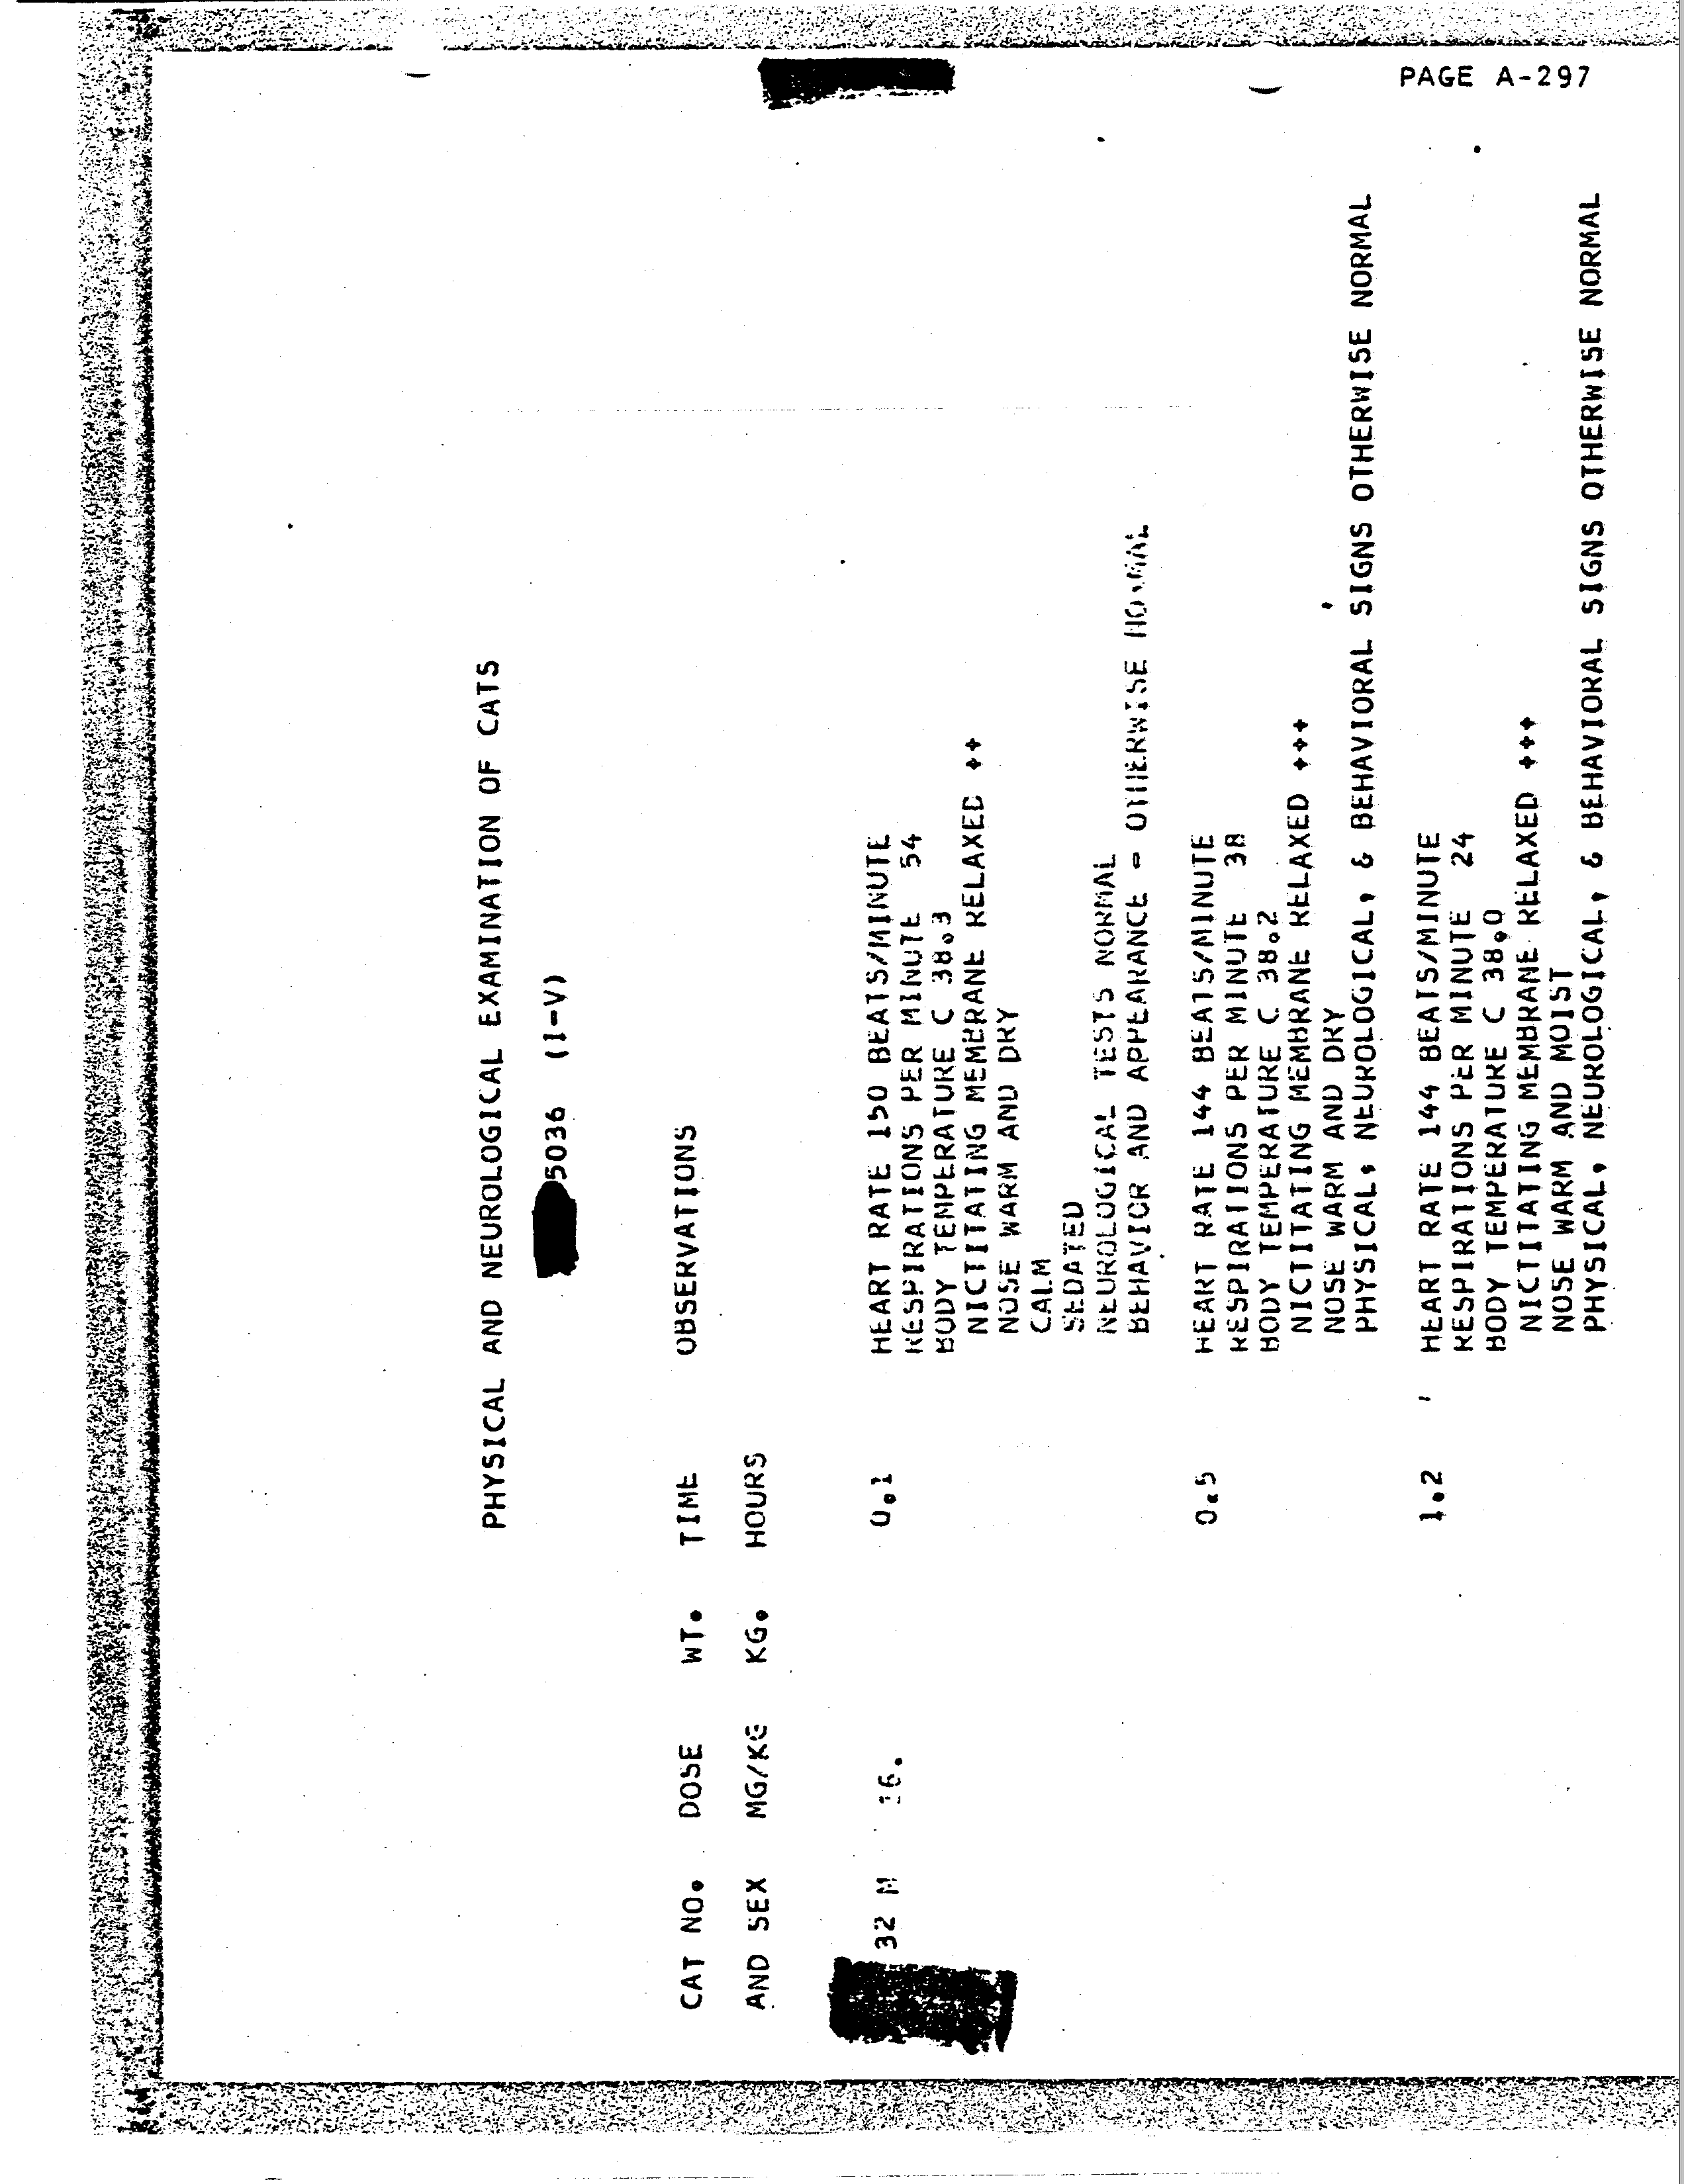 PAGE A-297
PHYSICAL AND NEUROLOGICAL EXAMINATION OF CATS
5036 (I-V)
CAT NO. DOSE WT. TIME OBSERVATIONS
AND SEX MG/KG KG. HOURS
32 M 16. 0.1 HEART RATE 150 BEATS/MINUTE
RESPIRATIONS PER MINUTE 54
BODY TEMPERATURE C 38.3
NICTITATING MEMBRANE RELAXED ++
NOSE WARM AND DRY
CALM
SEDATED
NEUROLOGICAL TESTS NORMAL
BEHAVIOR AND APPEARANCE = OTHERWISE NORMAL
0.5 HEART RATE 144 BEATS/MINUTE
RESPIRATIONS PER MINUTE 38
BODY TEMPERATURE C 38.2
NICTITATING MEMBRANE RELAXED +++
NOSE WARM AND DRY
PHYSICAL, NEUROLOGICAL, & BEHAVIORAL SIGNS OTHERWISE NORMAL
1.2 HEART RATE 144 BEATS/MINUTE
RESPIRATIONS PER MINUTE 24
BODY TEMPERATURE C 38.0
NICTITATING MEMBRANE RELAXED +++
NOSE WARM AND MOIST
PHYSICAL, NEUROLOGICAL, & BEHAVIORAL SIGNS OTHERWISE NORMAL